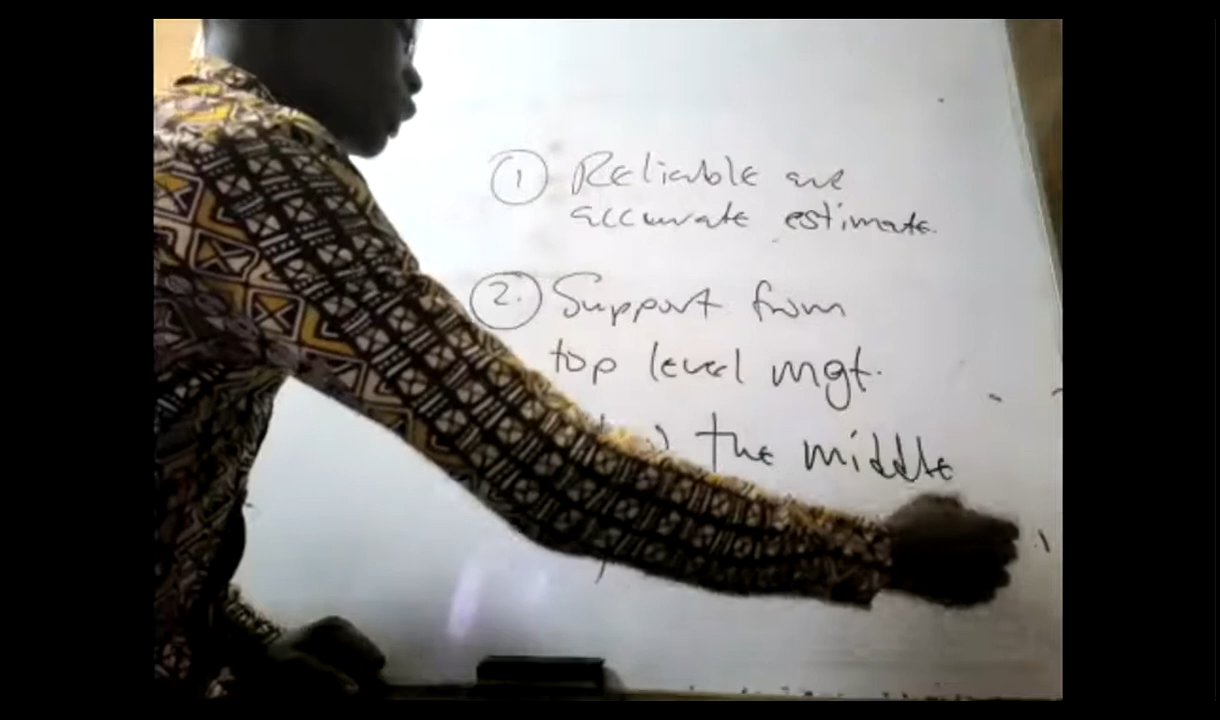 1 Reliable and
accurate estimate.
2. Support from
top level mgt.
the middle